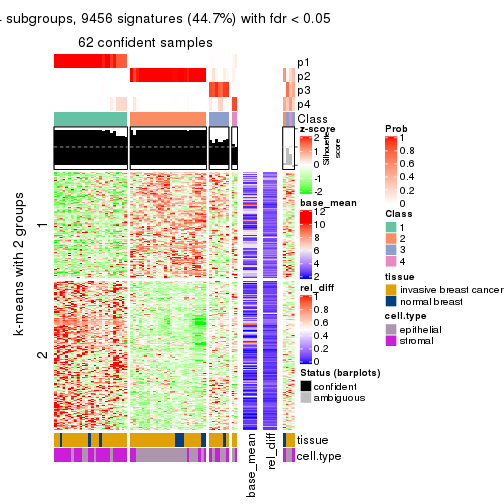 subgroups, 9456 signatures (44.7%) with fdr < 0.05
62 confident samples
p1
p2
p3
p4
Class
z-score
2
1
0
-1
-2
Silhouette
score
base_mean
12
10
8
6
4
2
rel_diff
1
0.8
0.6
0.4
0.2
0
Status (barplots)
confident
ambiguous
Prob
1
0.8
0.6
0.4
0.2
0
Class
1
2
3
4
tissue
invasive breast cancer
normal breast
cell.type
epithelial
stromal
k-means with 2 groups
1
2
tissue
cell.type
base_mean
rel_diff